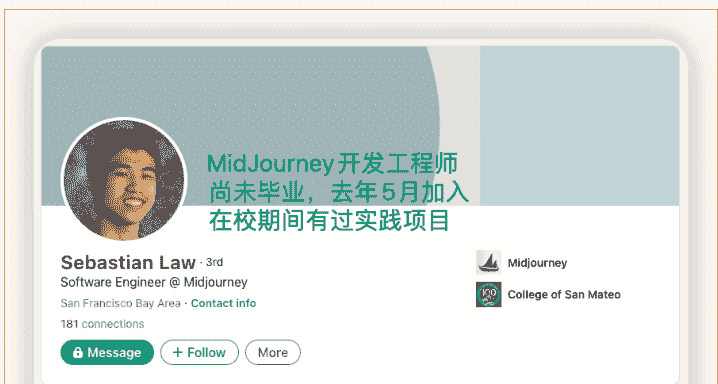 MidJourney开发工程师
尚未毕业，去年5月加入
在校期间有过实践项目
Sebastian Law · 3rd
Software Engineer @ Midjourney
San Francisco Bay Area · Contact info
181 connections
Message
+ Follow
More
Midjourney
College of San Mateo